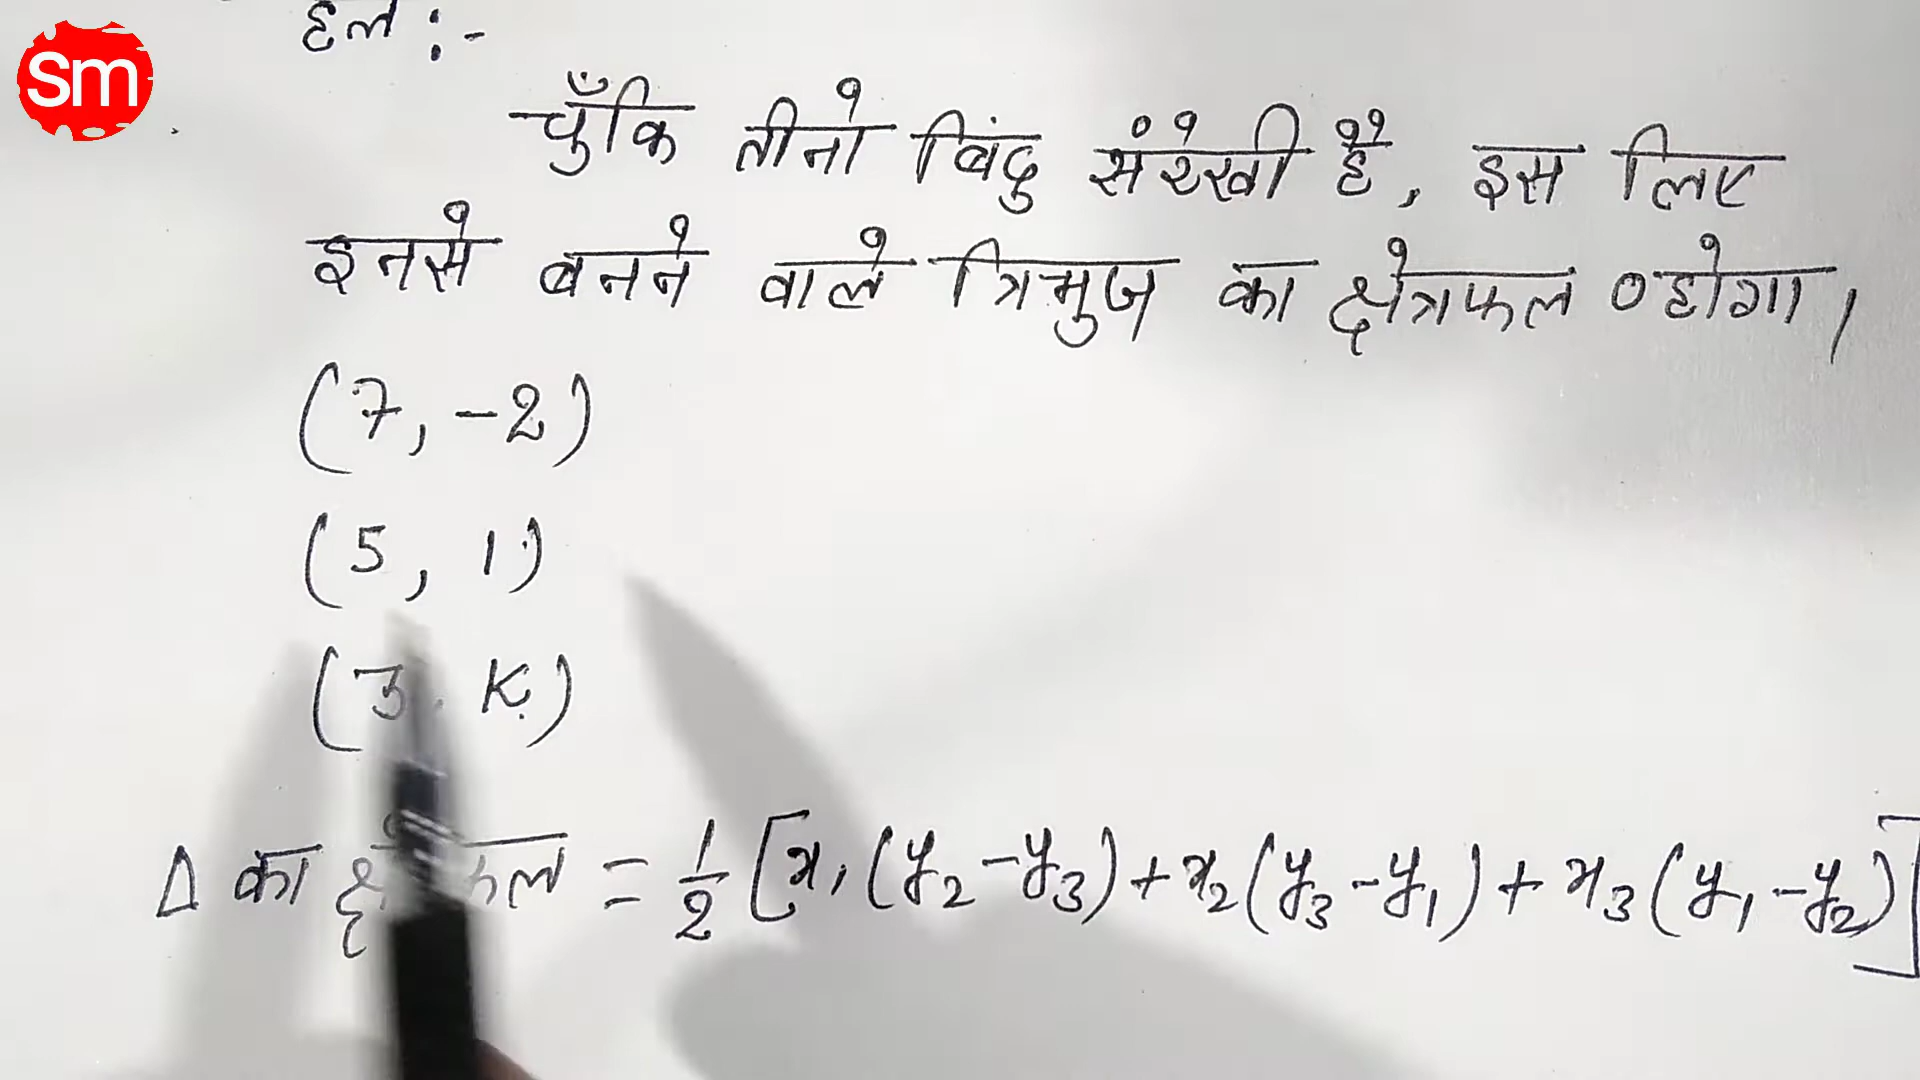 Sm
हल :-
चुँकि तीनो बिंदु संरेखी है, इस लिए
इनसे बनने वाले त्रिभुज का क्षेत्रफल 0 होगा।
(7, -2)
(5, 1)
(3, K)
Δ का क्षेत्रफल = 1/2 [x₁(y₂-y₃)+x₂(y₃-y₁)+x₃(y₁-y₂)]